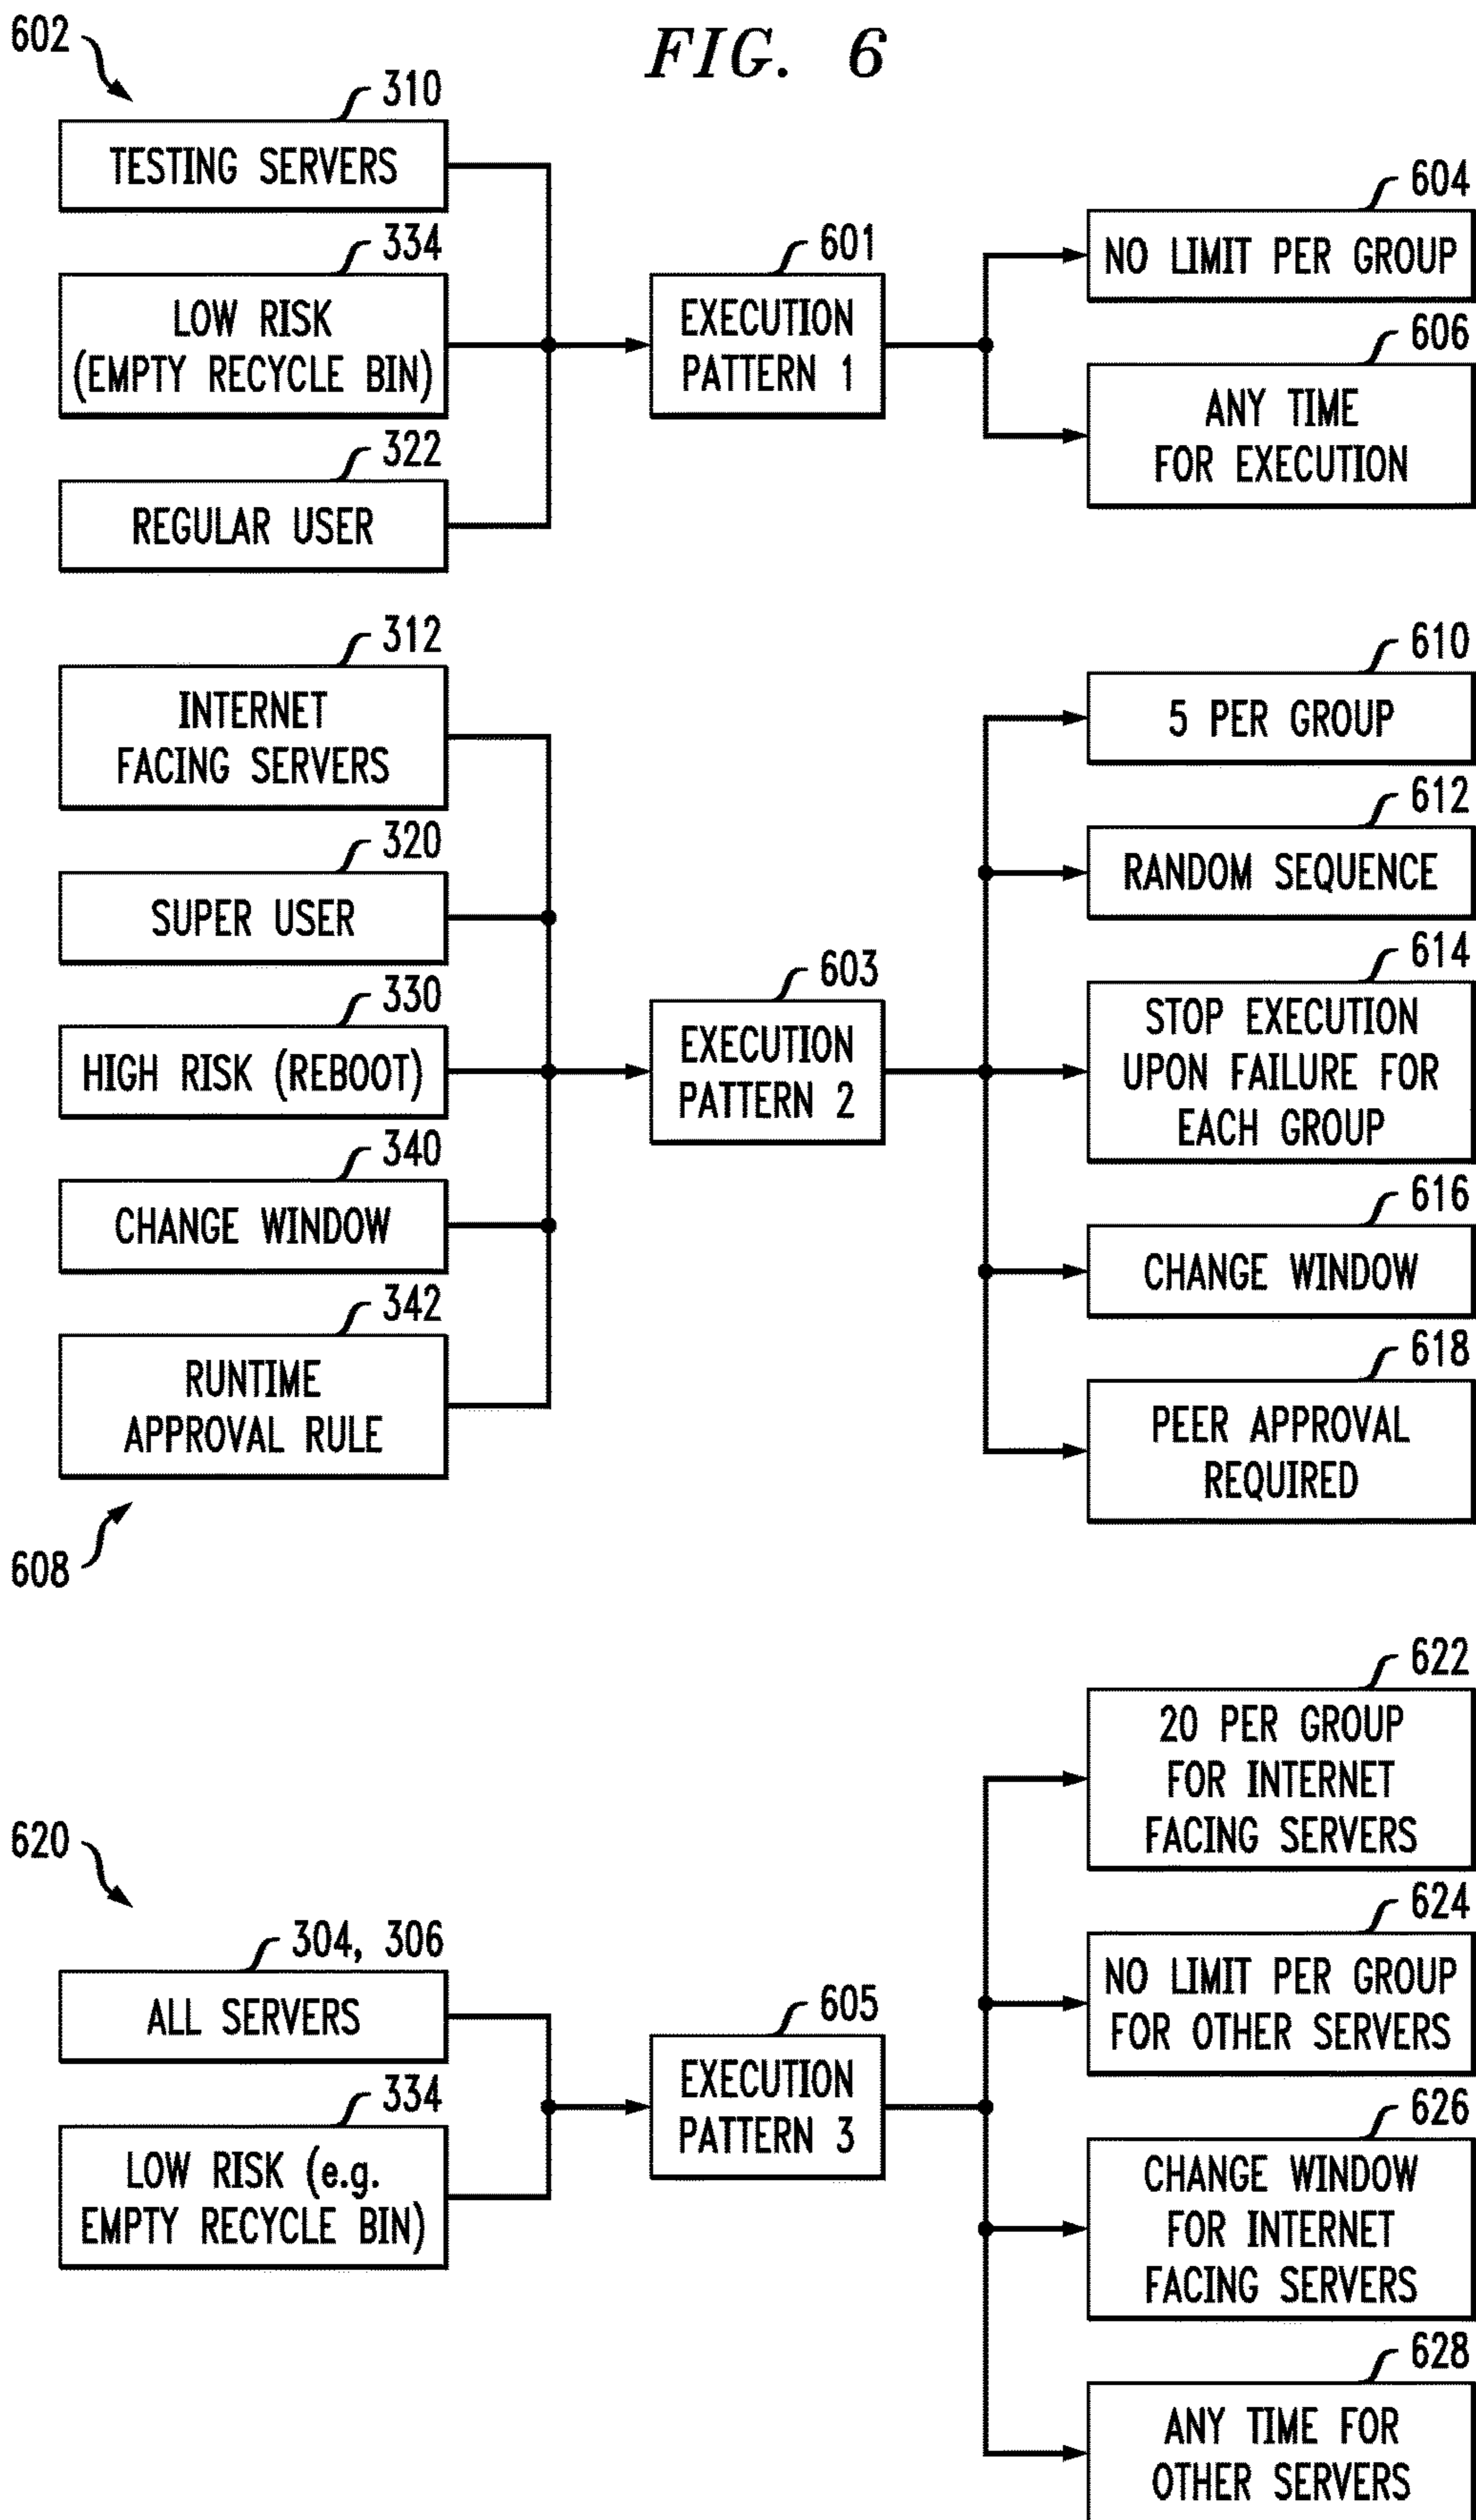 FIG. 6
602
310
TESTING SERVERS
334
LOW RISK
(EMPTY RECYCLE BIN)
322
REGULAR USER
601
EXECUTION
PATTERN 1
604
NO LIMIT PER GROUP
606
ANY TIME
FOR EXECUTION
312
INTERNET
FACING SERVERS
320
SUPER USER
330
HIGH RISK (REBOOT)
340
CHANGE WINDOW
342
RUNTIME
APPROVAL RULE
608
603
EXECUTION
PATTERN 2
610
5 PER GROUP
612
RANDOM SEQUENCE
614
STOP EXECUTION
UPON FAILURE FOR
EACH GROUP
616
CHANGE WINDOW
618
PEER APPROVAL
REQUIRED
620
304, 306
ALL SERVERS
334
LOW RISK (e.g.
EMPTY RECYCLE BIN)
605
EXECUTION
PATTERN 3
622
20 PER GROUP
FOR INTERNET
FACING SERVERS
624
NO LIMIT PER GROUP
FOR OTHER SERVERS
626
CHANGE WINDOW
FOR INTERNET
FACING SERVERS
628
ANY TIME FOR
OTHER SERVERS